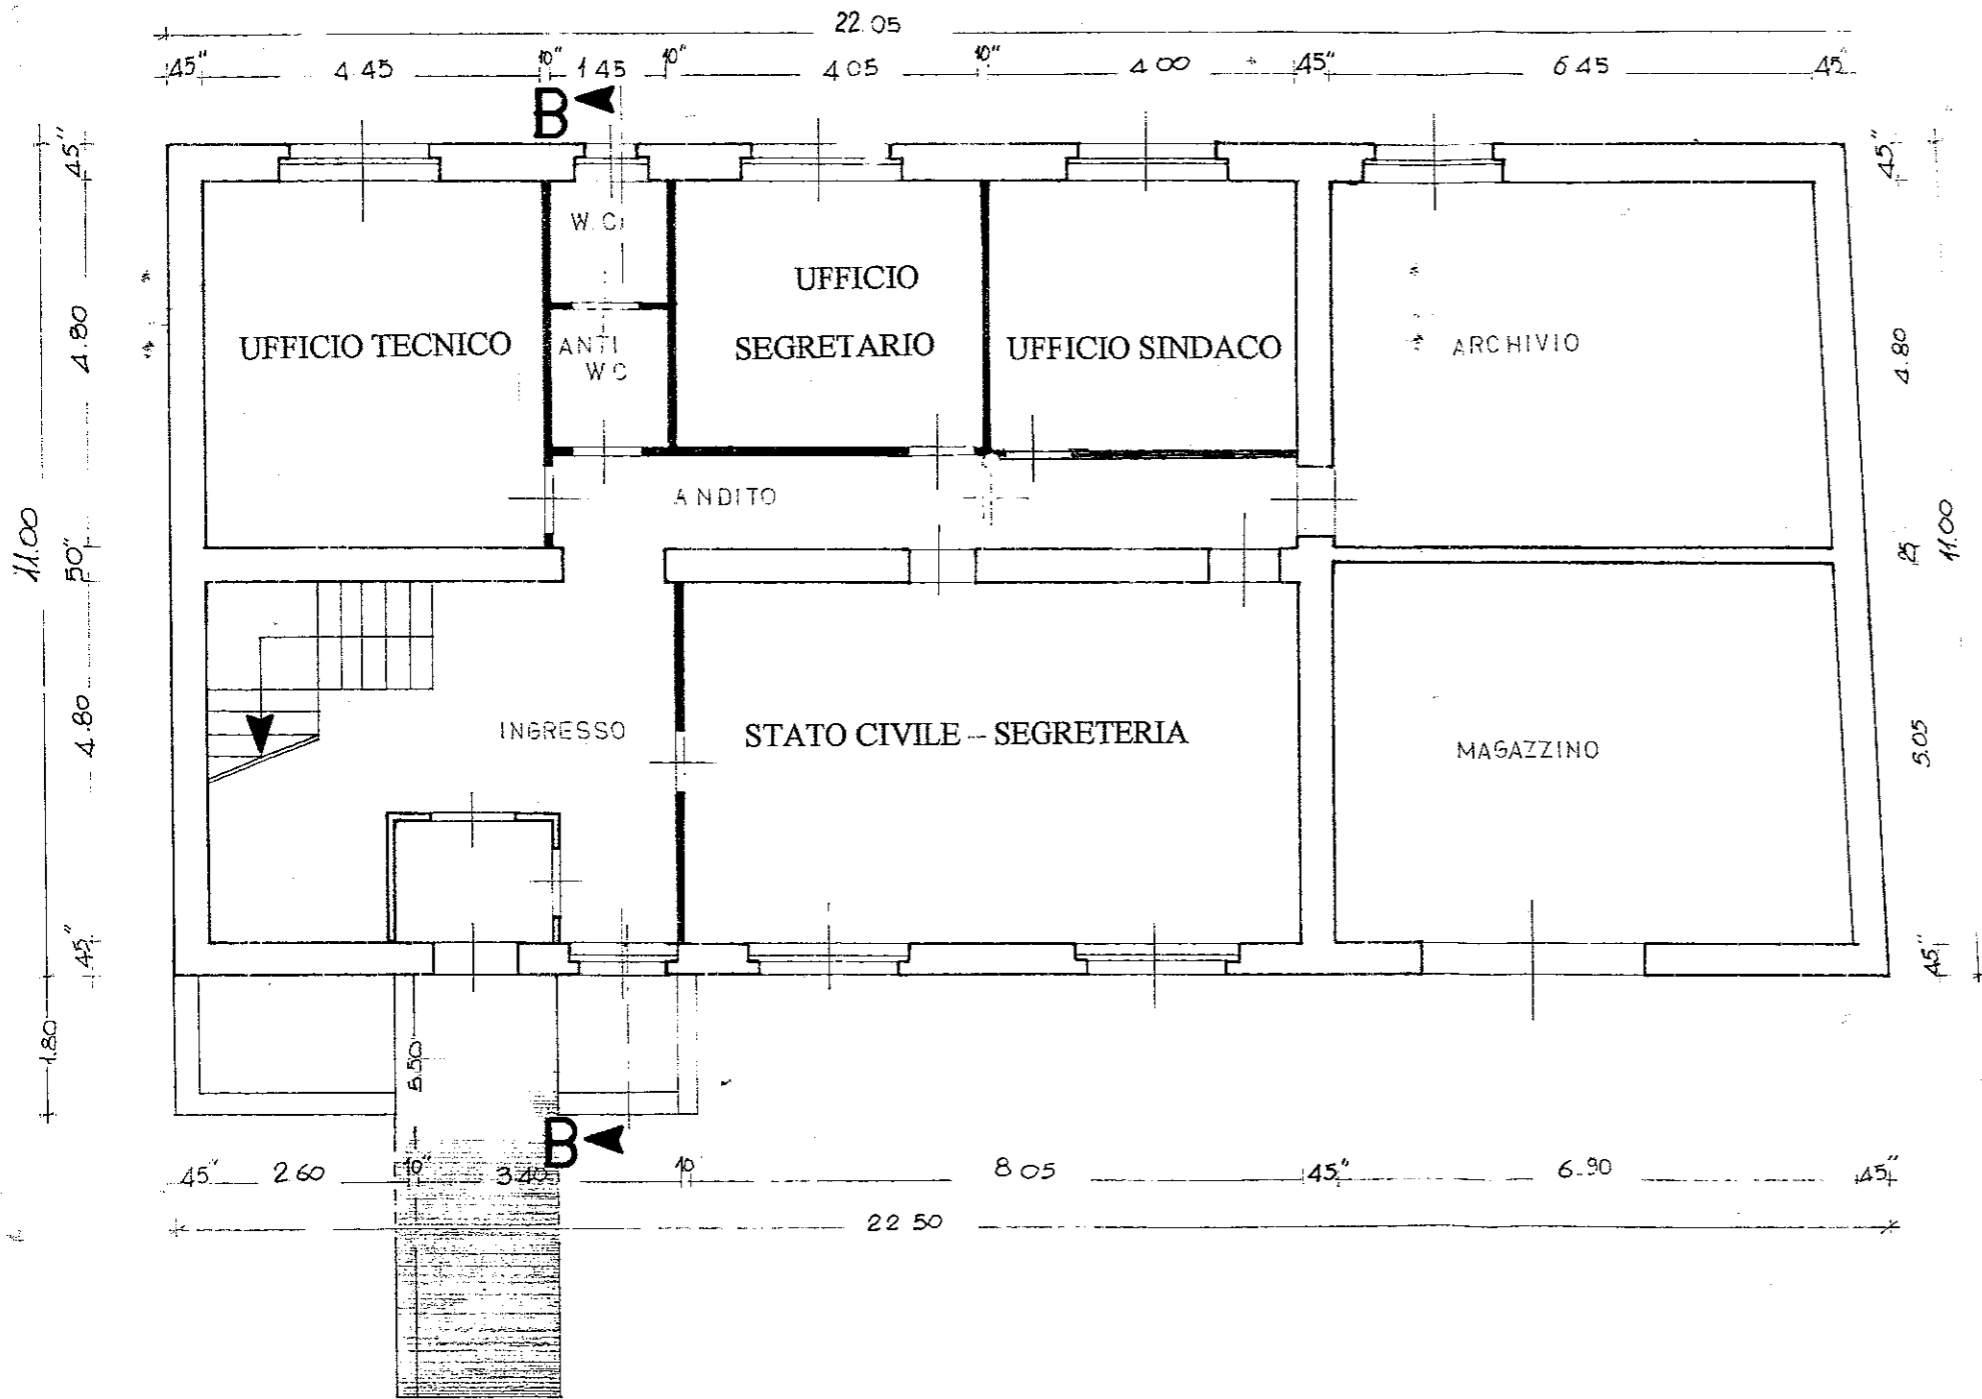 22.05
45" 4.45 10" 1.45 10" 4.05 10" 4.00 45" 6.45 45"
B
45"
4.80
50"
4.80
45"
11.00
1.80
W.C.
ANTI
WC
UFFICIO TECNICO
UFFICIO
SEGRETARIO
UFFICIO SINDACO
ARCHIVIO
ANDITO
INGRESSO
STATO CIVILE – SEGRETERIA
MAGAZZINO
45"
4.80
25
5.05
45"
11.00
5.50
B
45" 2.60 10" 3.40 10 8.05 45" 6.90 45"
22.50